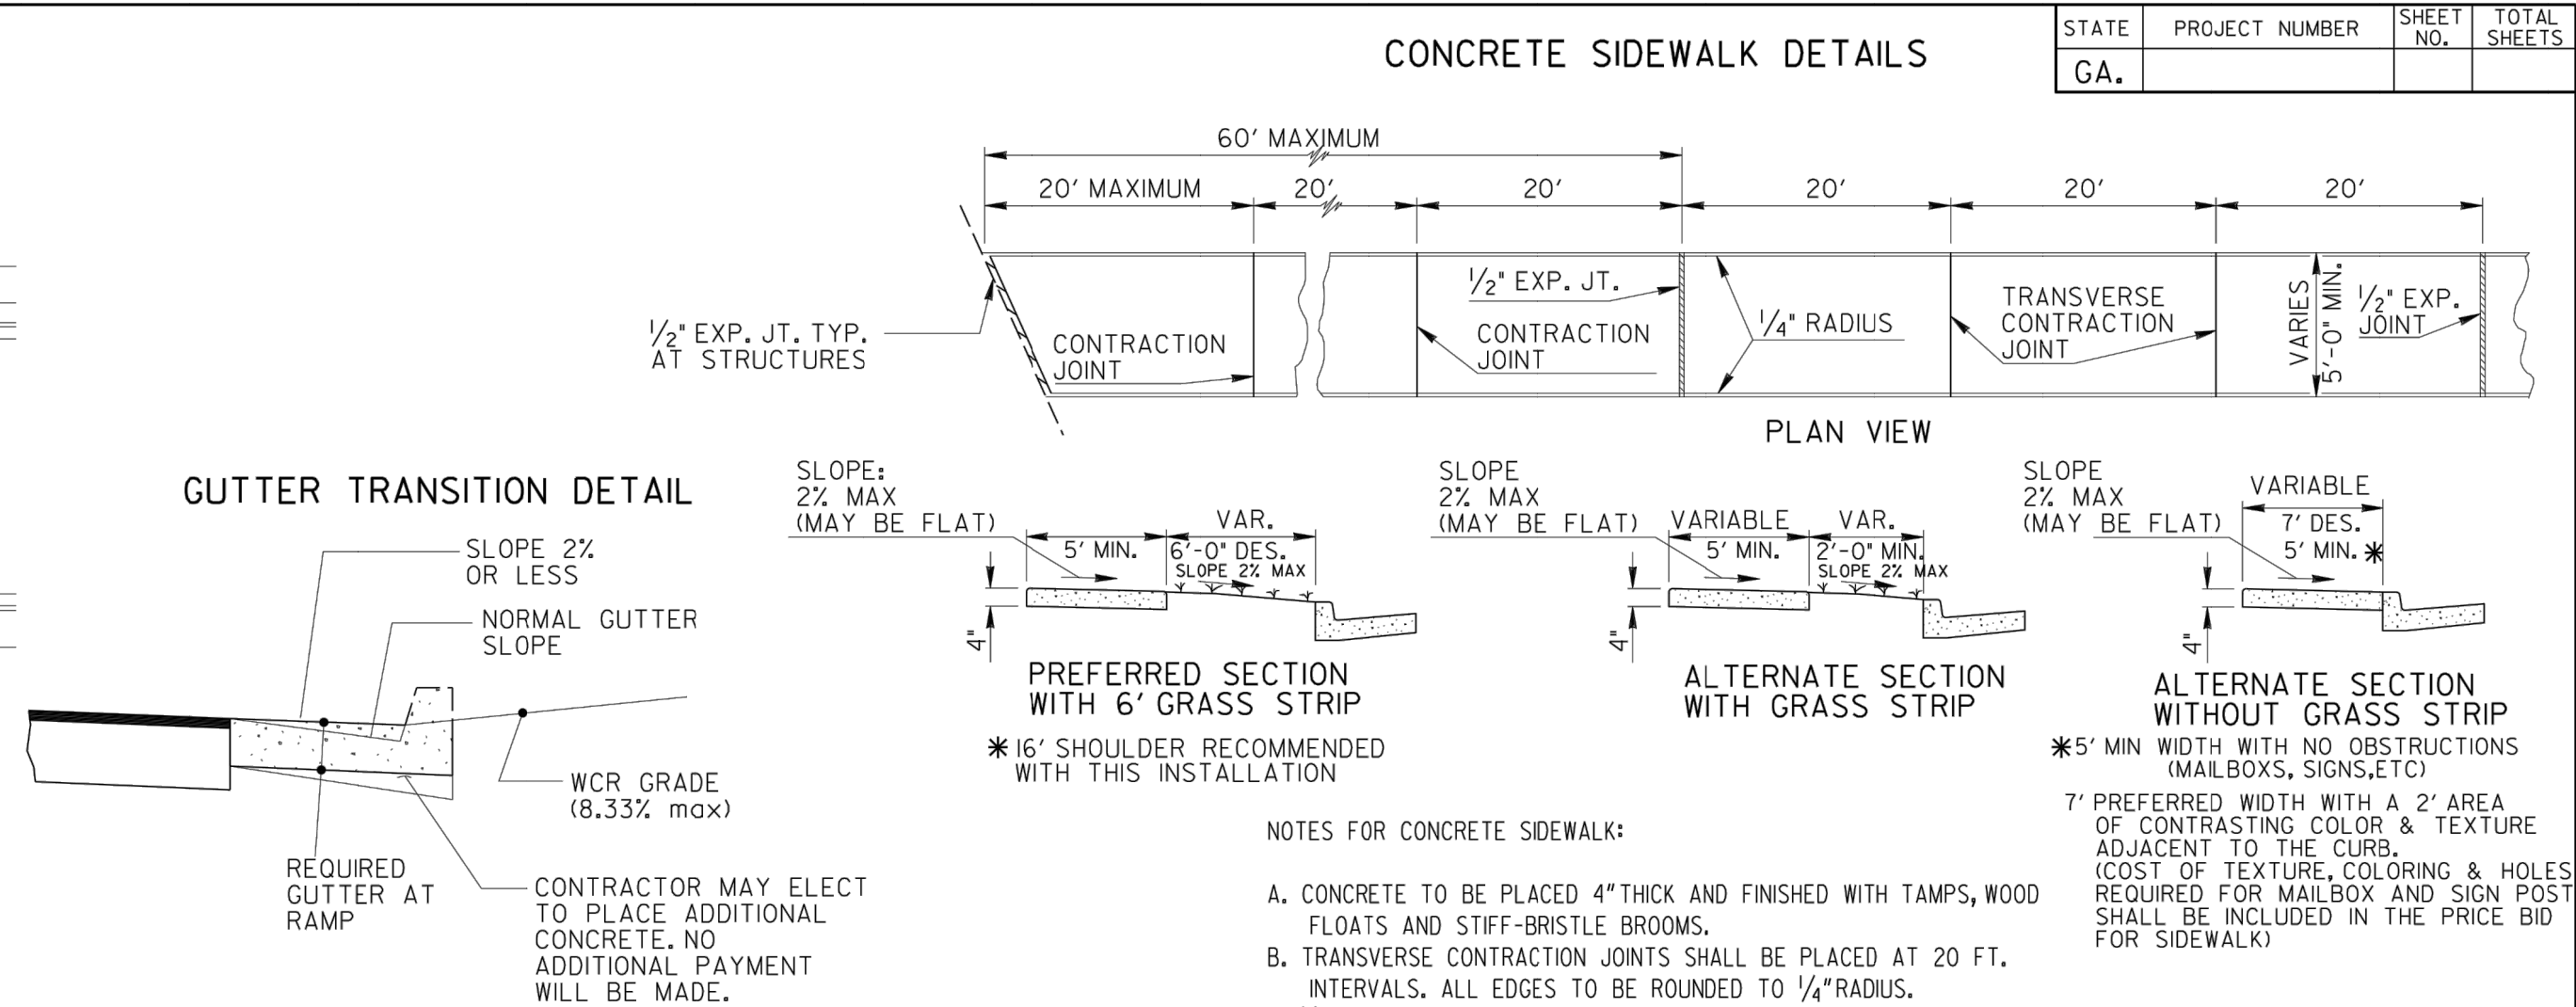 CONCRETE SIDEWALK DETAILS
STATE
PROJECT NUMBER
SHEET
NO.
TOTAL
SHEETS
GA.
60' MAXIMUM
20' MAXIMUM
20'
20'
20'
20'
20'
1/2" EXP. JT. TYP.
AT STRUCTURES
CONTRACTION
JOINT
1/2" EXP. JT.
CONTRACTION
JOINT
1/4" RADIUS
TRANSVERSE
CONTRACTION
JOINT
VARIES
5'-0" MIN.
1/2" EXP.
JOINT
PLAN VIEW
GUTTER TRANSITION DETAIL
SLOPE 2%
OR LESS
NORMAL GUTTER
SLOPE
WCR GRADE
(8.33% max)
REQUIRED
GUTTER AT
RAMP
CONTRACTOR MAY ELECT
TO PLACE ADDITIONAL
CONCRETE. NO
ADDITIONAL PAYMENT
WILL BE MADE.
SLOPE:
2% MAX
(MAY BE FLAT)
VAR.
5' MIN.
6'-0" DES.
SLOPE 2% MAX
4"
PREFERRED SECTION
WITH 6' GRASS STRIP
*16' SHOULDER RECOMMENDED
WITH THIS INSTALLATION
SLOPE
2% MAX
(MAY BE FLAT)
VARIABLE
VAR.
5' MIN.
2'-0" MIN.
SLOPE 2% MAX
4"
ALTERNATE SECTION
WITH GRASS STRIP
SLOPE
2% MAX
(MAY BE FLAT)
VARIABLE
7' DES.
5' MIN.*
4"
ALTERNATE SECTION
WITHOUT GRASS STRIP
*5' MIN WIDTH WITH NO OBSTRUCTIONS
(MAILBOXS, SIGNS,ETC)
7' PREFERRED WIDTH WITH A 2' AREA
OF CONTRASTING COLOR & TEXTURE
ADJACENT TO THE CURB.
(COST OF TEXTURE, COLORING & HOLES
REQUIRED FOR MAILBOX AND SIGN POST
SHALL BE INCLUDED IN THE PRICE BID
FOR SIDEWALK)
NOTES FOR CONCRETE SIDEWALK:
A. CONCRETE TO BE PLACED 4" THICK AND FINISHED WITH TAMPS, WOOD
FLOATS AND STIFF-BRISTLE BROOMS.
B. TRANSVERSE CONTRACTION JOINTS SHALL BE PLACED AT 20 FT.
INTERVALS. ALL EDGES TO BE ROUNDED TO 1/4" RADIUS.